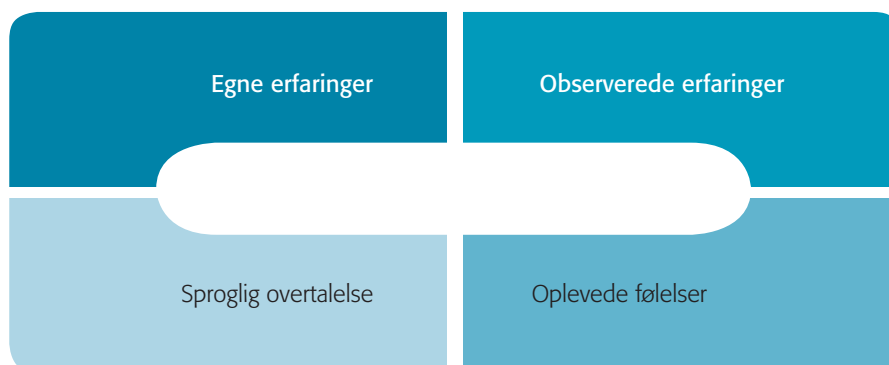 Egne erfaringer
Observerede erfaringer
Sproglig overtalelse
Oplevede følelser